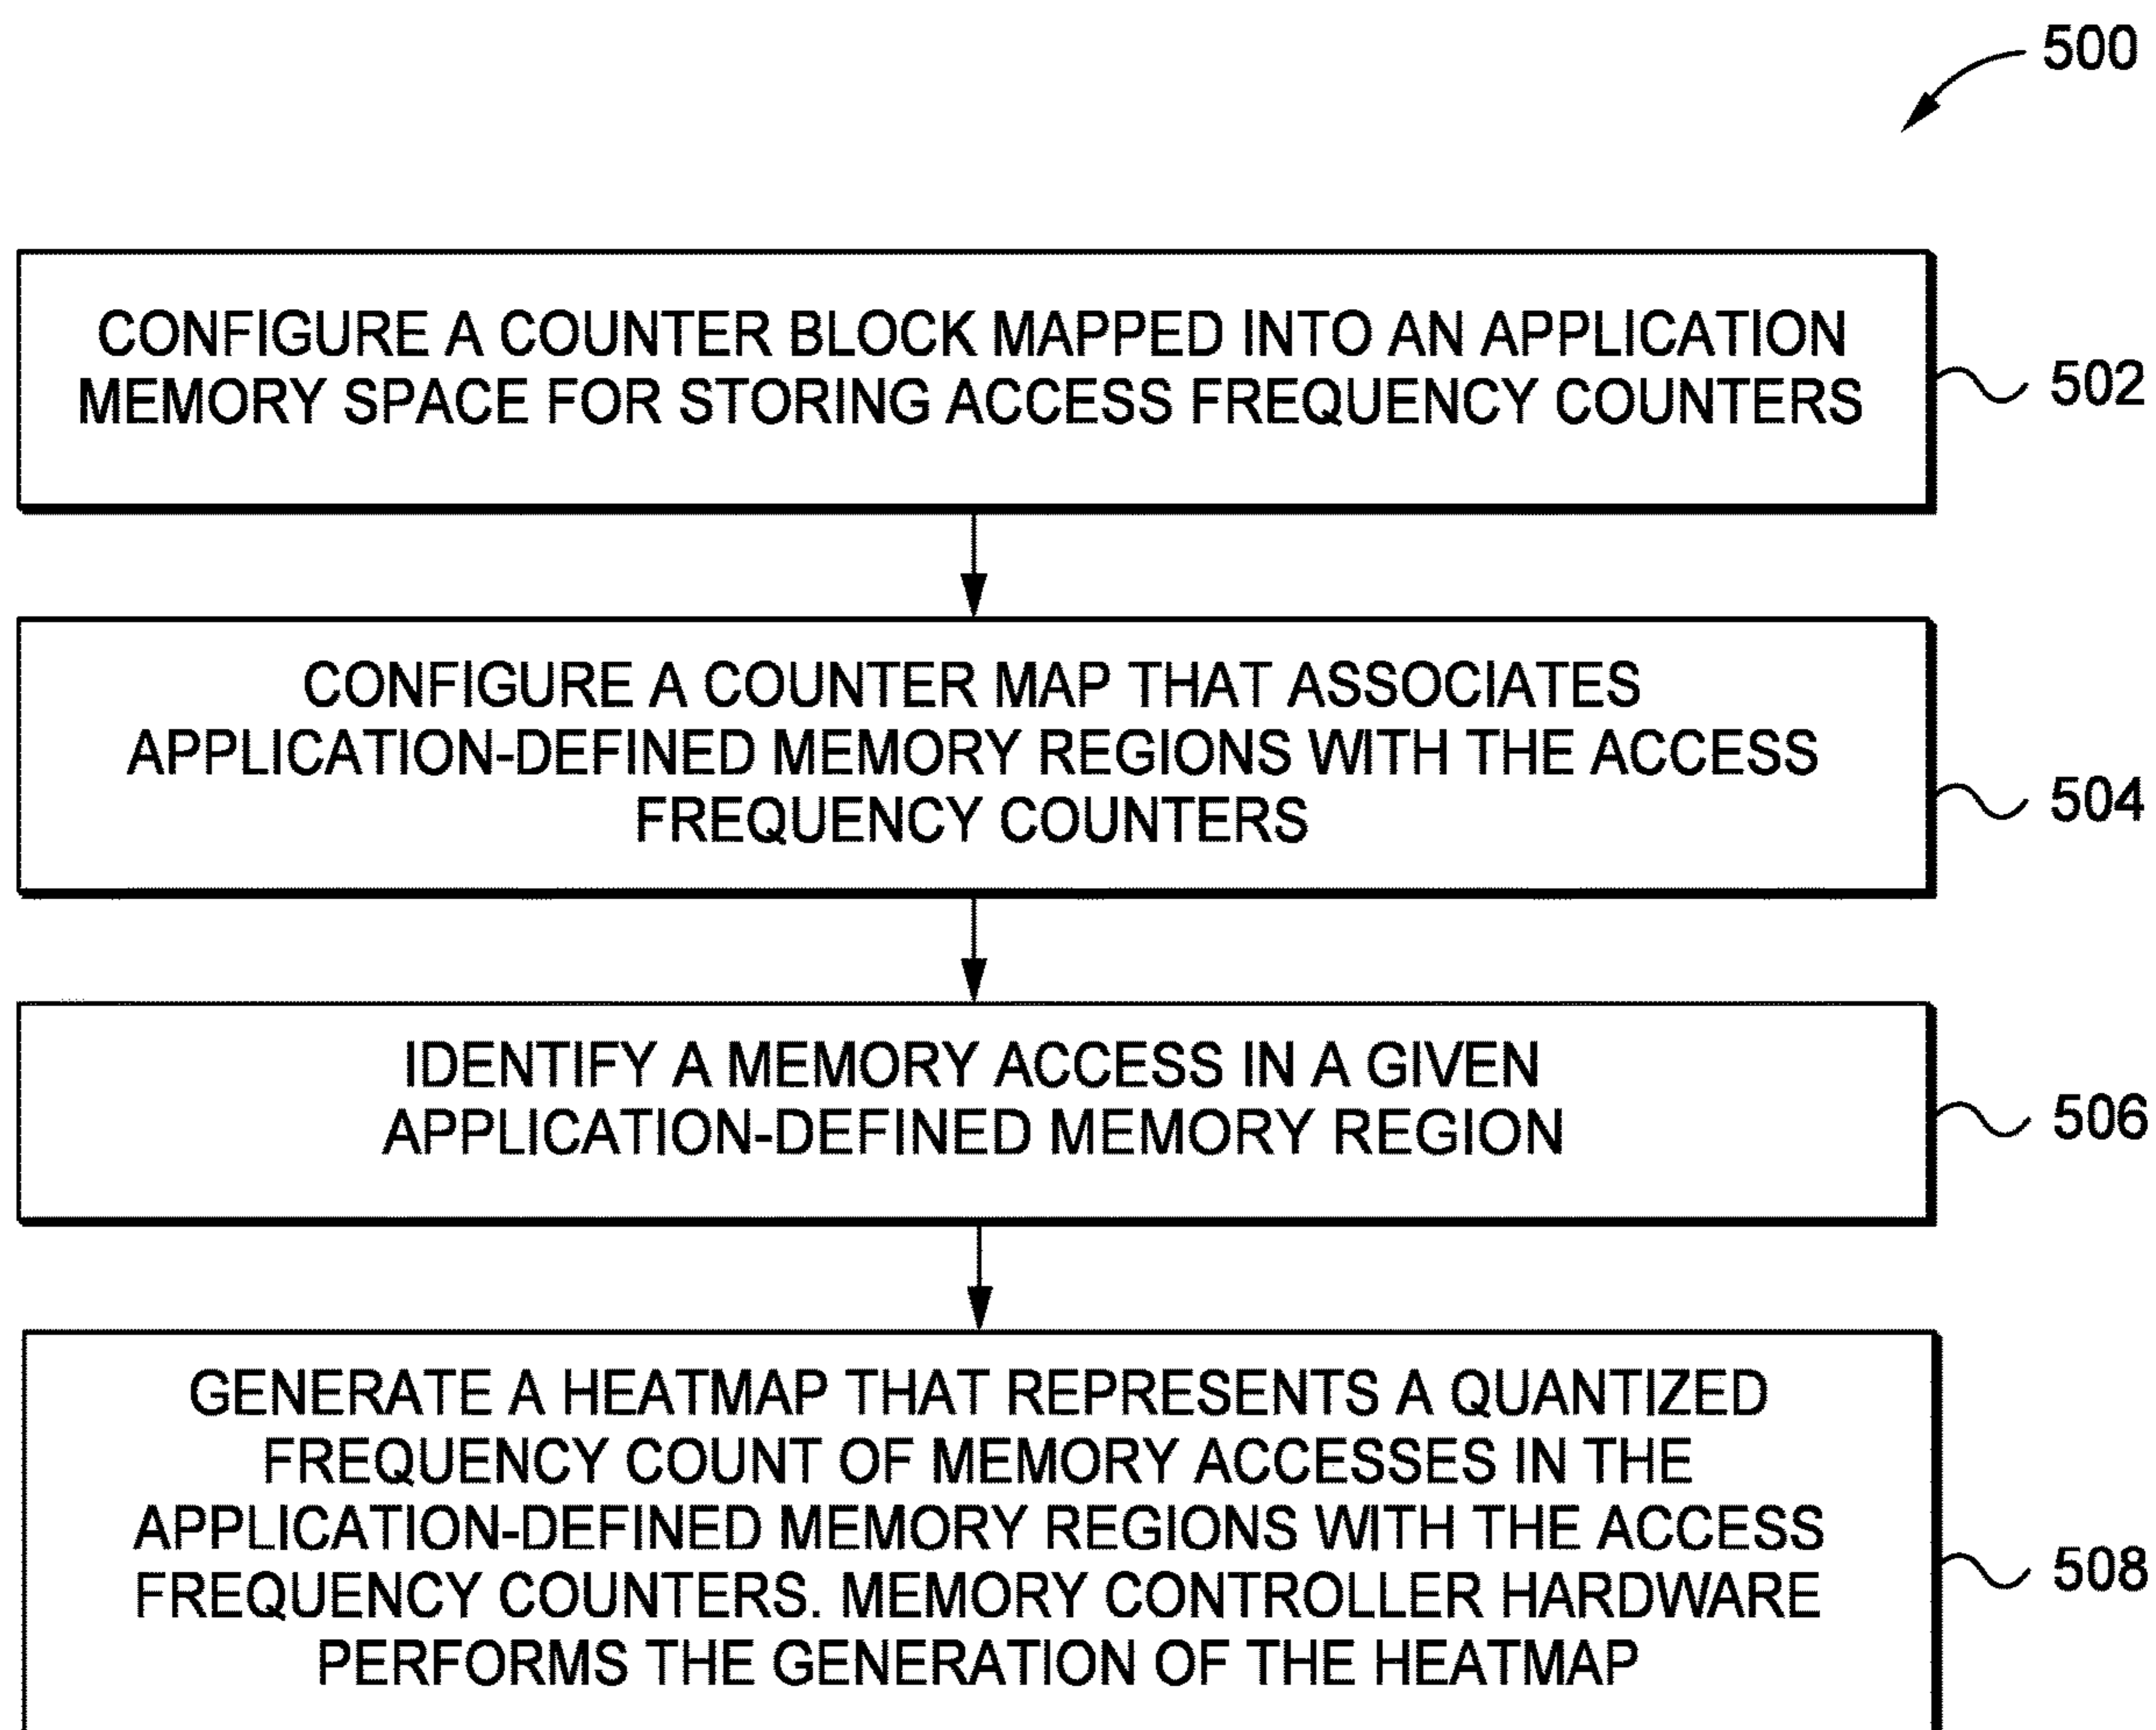 500
CONFIGURE A COUNTER BLOCK MAPPED INTO AN APPLICATION
MEMORY SPACE FOR STORING ACCESS FREQUENCY COUNTERS
502
CONFIGURE A COUNTER MAP THAT ASSOCIATES
APPLICATION-DEFINED MEMORY REGIONS WITH THE ACCESS
FREQUENCY COUNTERS
504
IDENTIFY A MEMORY ACCESS IN A GIVEN
APPLICATION-DEFINED MEMORY REGION
506
GENERATE A HEATMAP THAT REPRESENTS A QUANTIZED
FREQUENCY COUNT OF MEMORY ACCESSES IN THE
APPLICATION-DEFINED MEMORY REGIONS WITH THE ACCESS
FREQUENCY COUNTERS. MEMORY CONTROLLER HARDWARE
PERFORMS THE GENERATION OF THE HEATMAP
508